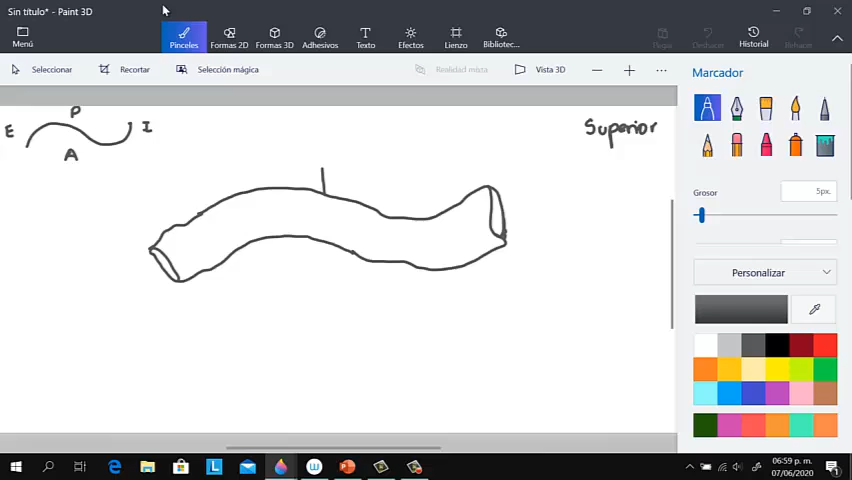 Sin título* - Paint 3D
Menú
Pinceles
Formas 2D
Formas 3D
Adhesivos
Texto
Efectos
Lienzo
Bibliotec...
Pega
Deshacer
Historial
Rehacer
Seleccionar
Recortar
Selección mágica
Realidad mixta
Vista 3D
Marcador
P
E
I
A
Superior
Grosor
5px.
Personalizar
06:59 p. m.
07/06/2020